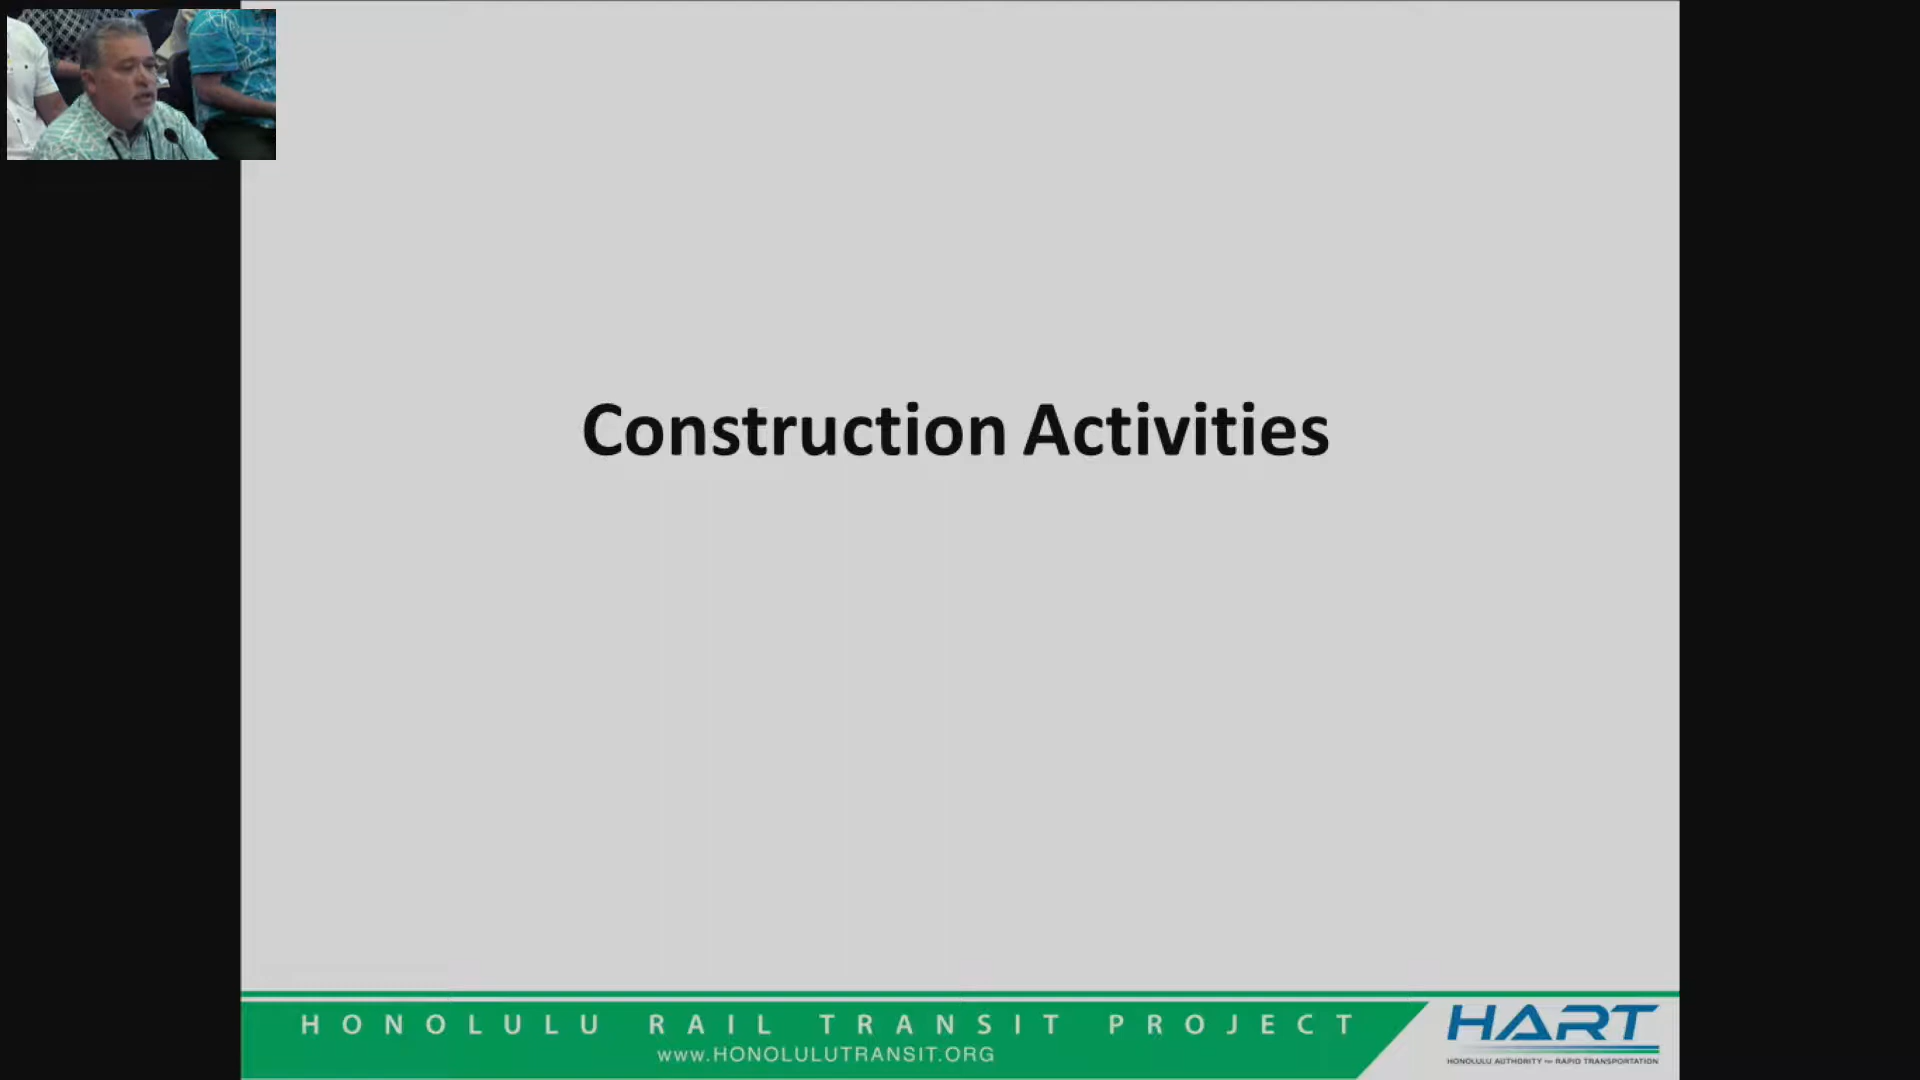 Construction Activities
HONOLULU RAIL TRANSIT PROJECT
www.HONOLULUTRANSIT.ORG
HART
HONOLULU AUTHORITY FOR RAPID TRANSPORTATION